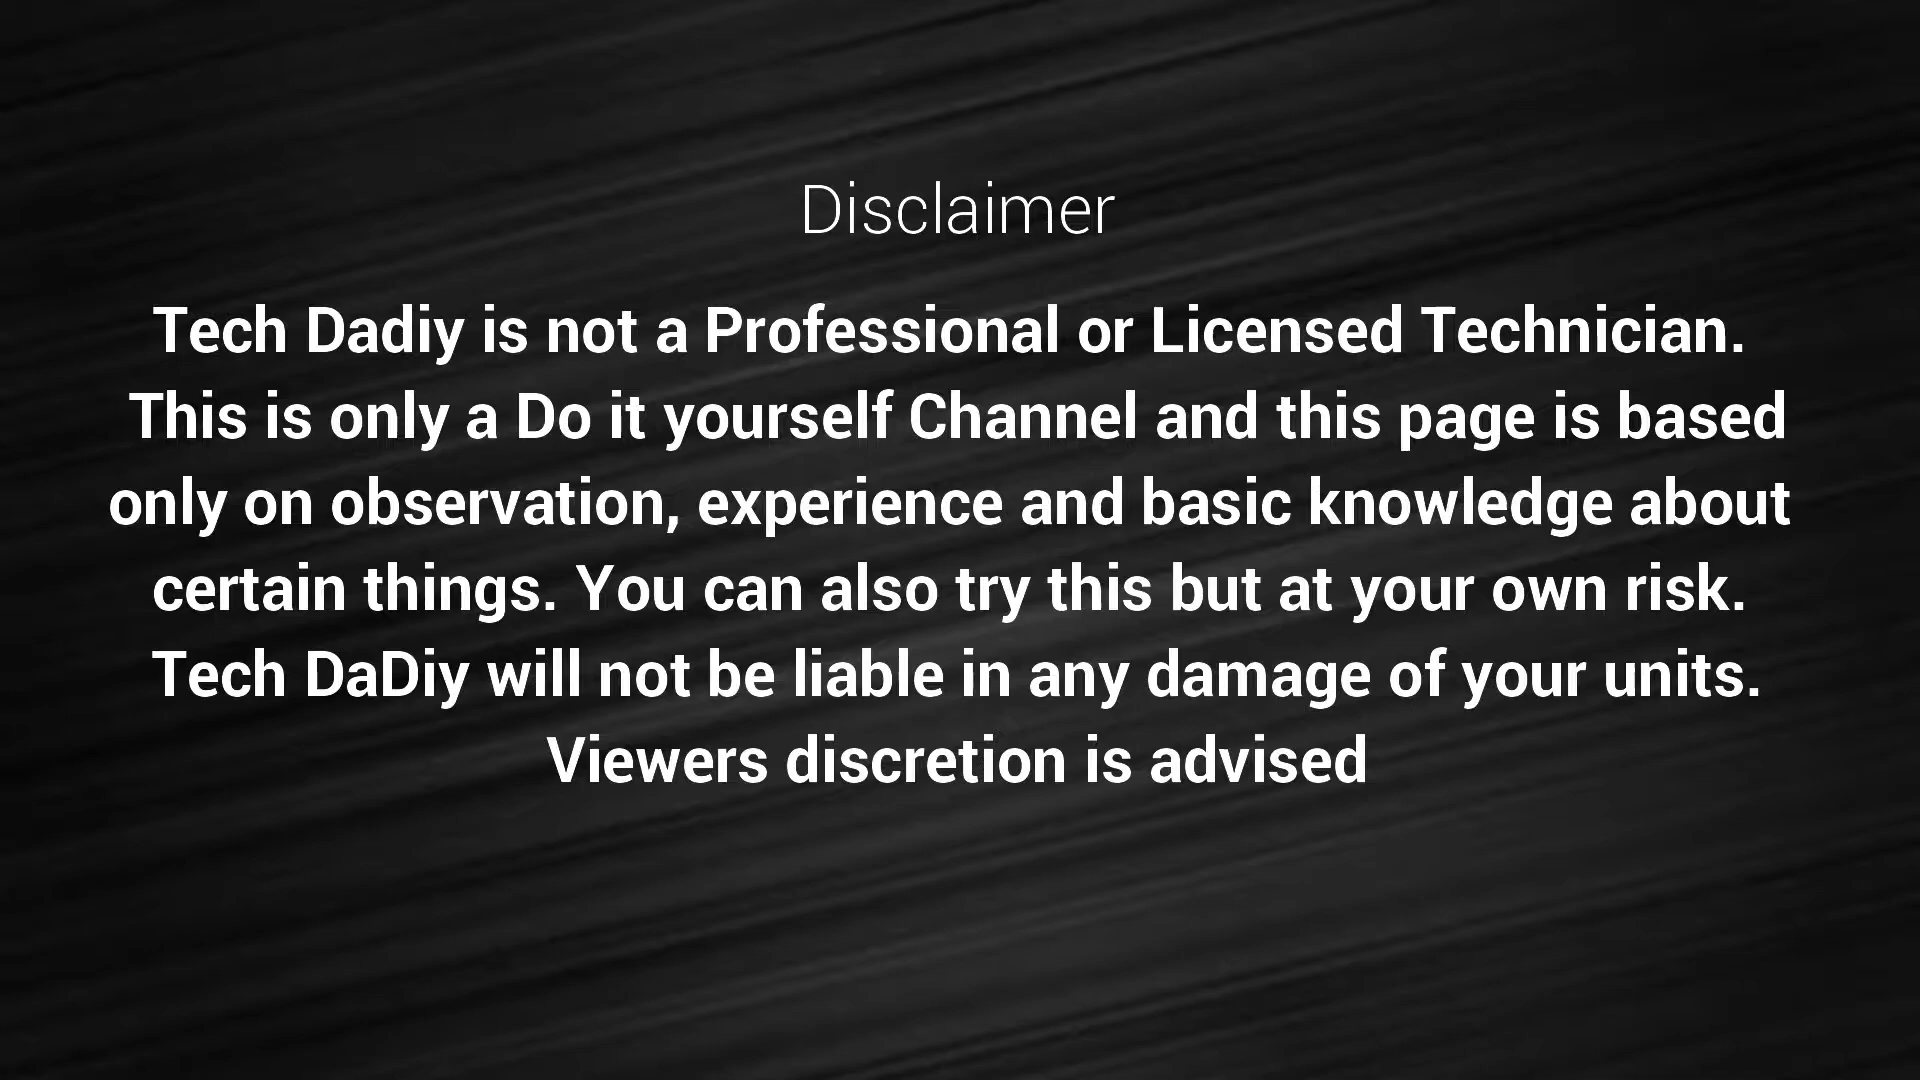 Disclaimer
Tech Dadiy is not a Professional or Licensed Technician.
This is only a Do it yourself Channel and this page is based
only on observation, experience and basic knowledge about
certain things. You can also try this but at your own risk.
Tech DaDiy will not be liable in any damage of your units.
Viewers discretion is advised